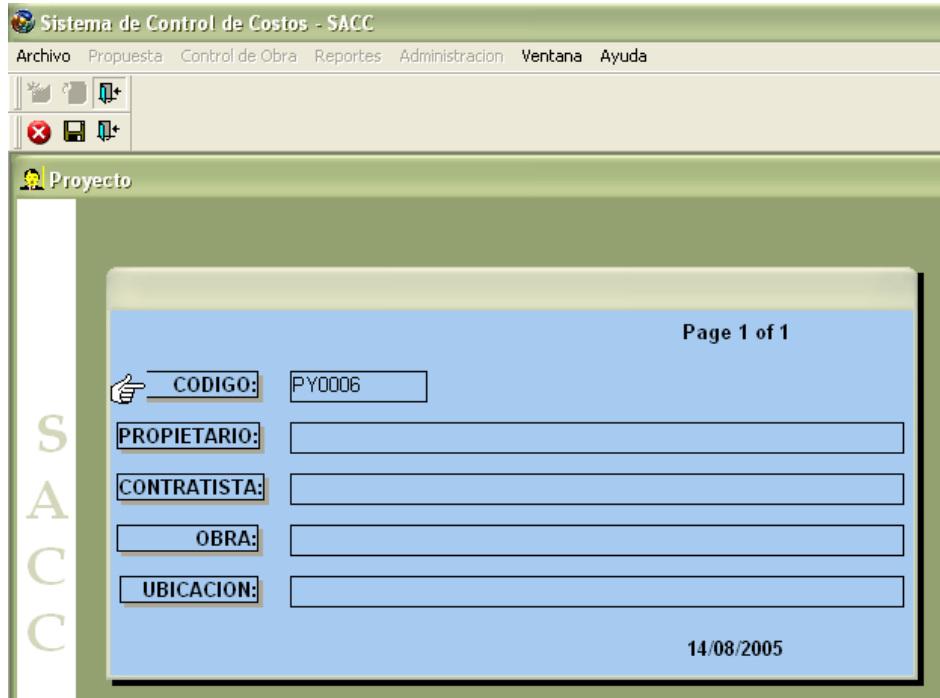 Sistema de Control de Costos - SACC
Archivo Propuesta Control de Obra Reportes Administracion Ventana Ayuda
Proyecto
Page 1 of 1
CODIGO: PY0006
PROPIETARIO:
CONTRATISTA:
OBRA:
UBICACION:
14/08/2005
S
A
C
C